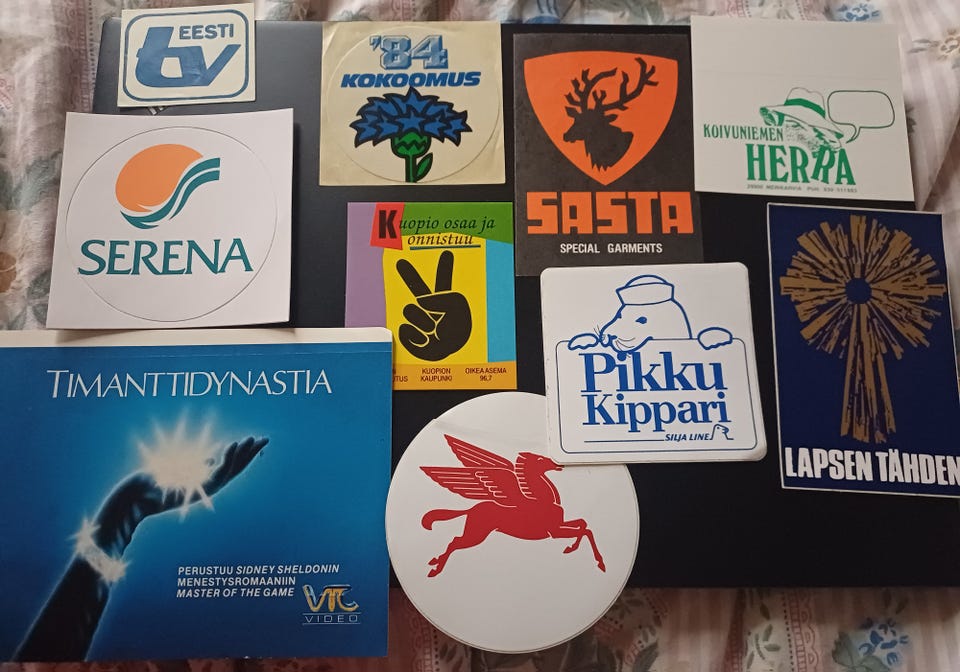 EESTI
tv
'84
KOKOOMUS
SASTA
SPECIAL GARMENTS
KOIVUNIEMEN
HERRA
SERENA
Kuopio osaa ja
onnistuu
KUOPION
KAUPUNKI
OIKEA ASEMA
96,7
Pikku
Kippari
SILJA LINE
LAPSEN TÄHDEN
TIMANTTIDYNASTIA
PERUSTUU SIDNEY SHELDONIN
MENESTYSROMAANIIN
MASTER OF THE GAME
VTC
VIDEO